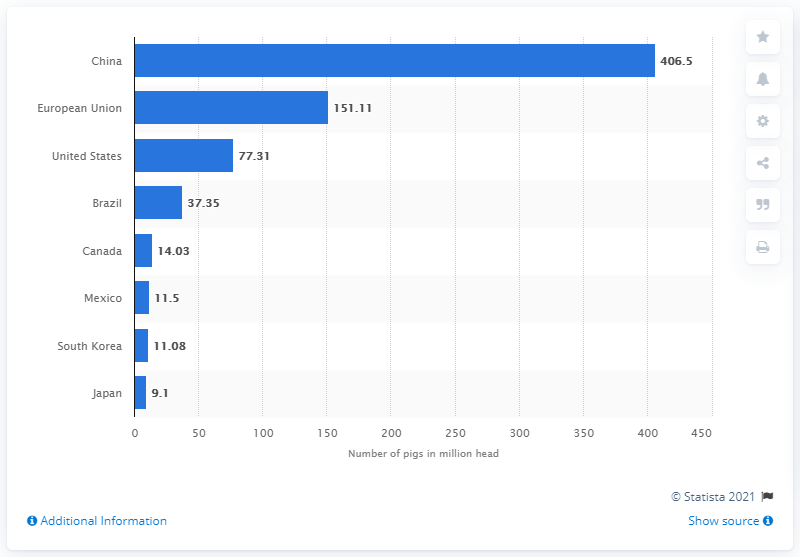 China 406.5
European Union 151.11
United States 77.31
Brazil 37.35
Canada 14.03
Mexico 11.5
South Korea 11.08
Japan 9.1
0 50 100 150 200 250 300 350 400 450
Number of pigs in million head
© Statista 2021
Additional Information Show source